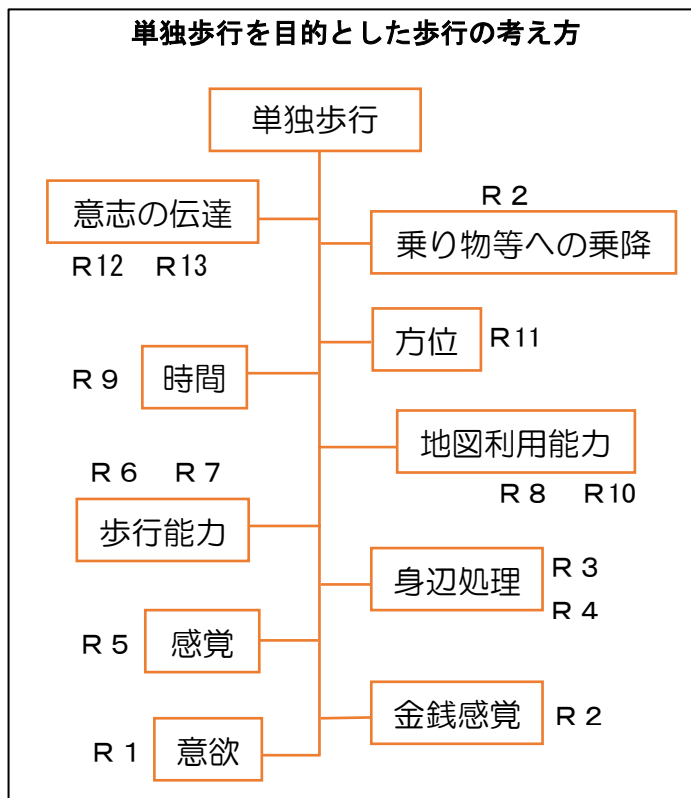 単独歩行を目的とした歩行の考え方
単独歩行
意志の伝達
R12 R13
R2
乗り物等への乗降
方位 R11
R9 時間
地図利用能力
R8 R10
R6 R7
歩行能力
身辺処理 R3
R4
R5 感覚
金銭感覚 R2
R1 意欲